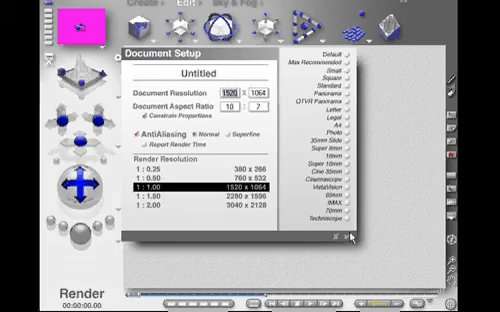 Create Edit Sky & Fog
Document Setup
Untitled
Document Resolution 1520 X 1064
Document Aspect Ratio 10 : 7
Constrain Proportions
AntiAliasing Normal Superfine
Report Render Time
Render Resolution
1 : 0.25 380 x 266
1 : 0.50 760 x 532
1 : 1.00 1520 x 1064
1 : 1.50 2280 x 1596
1 : 2.00 3040 x 2128
Default
Max Recommended
Small
Square
Standard
Panorama
QTVR Panorama
Letter
Legal
A4
Photo
35mm Slide
Super 8mm
16mm
Super 16mm
Cine 35mm
Cinemascope
VistaVision
65mm
IMAX
70mm
Techniscope
Render
00:00:00.00